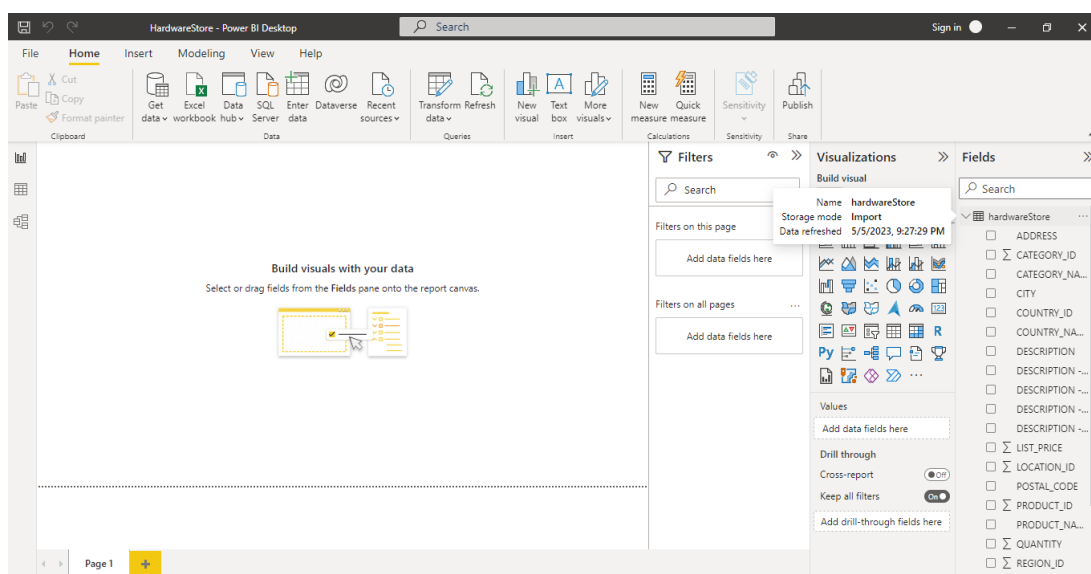 HardwareStore - Power BI Desktop
Search
Sign in
File Home Insert Modeling View Help
Paste
Cut
Copy
Format painter
Clipboard
Get data
Excel workbook
Data hub
SQL Server
Enter data
Dataverse
Recent sources
Data
Transform data
Refresh
Queries
New visual
Text box
More visuals
Insert
New measure
Quick measure
Calculations
Sensitivity
Sensitivity
Publish
Share
Build visuals with your data
Select or drag fields from the Fields pane onto the report canvas.
Filters
Search
Filters on this page
Add data fields here
Filters on all pages
...
Add data fields here
Visualizations
Build visual
Name hardwareStore
Storage mode Import
Data refreshed 5/5/2023, 9:27:29 PM
123
R
Py
...
Values
Add data fields here
Drill through
Cross-report Off
Keep all filters On
Add drill-through fields here
Fields
Search
hardwareStore ...
ADDRESS
∑ CATEGORY_ID
CATEGORY_NA...
CITY
COUNTRY_ID
COUNTRY_NA...
DESCRIPTION
DESCRIPTION -...
DESCRIPTION -...
DESCRIPTION -...
DESCRIPTION -...
∑ LIST_PRICE
∑ LOCATION_ID
POSTAL_CODE
∑ PRODUCT_ID
PRODUCT_NA...
∑ QUANTITY
∑ REGION_ID
Page 1
+